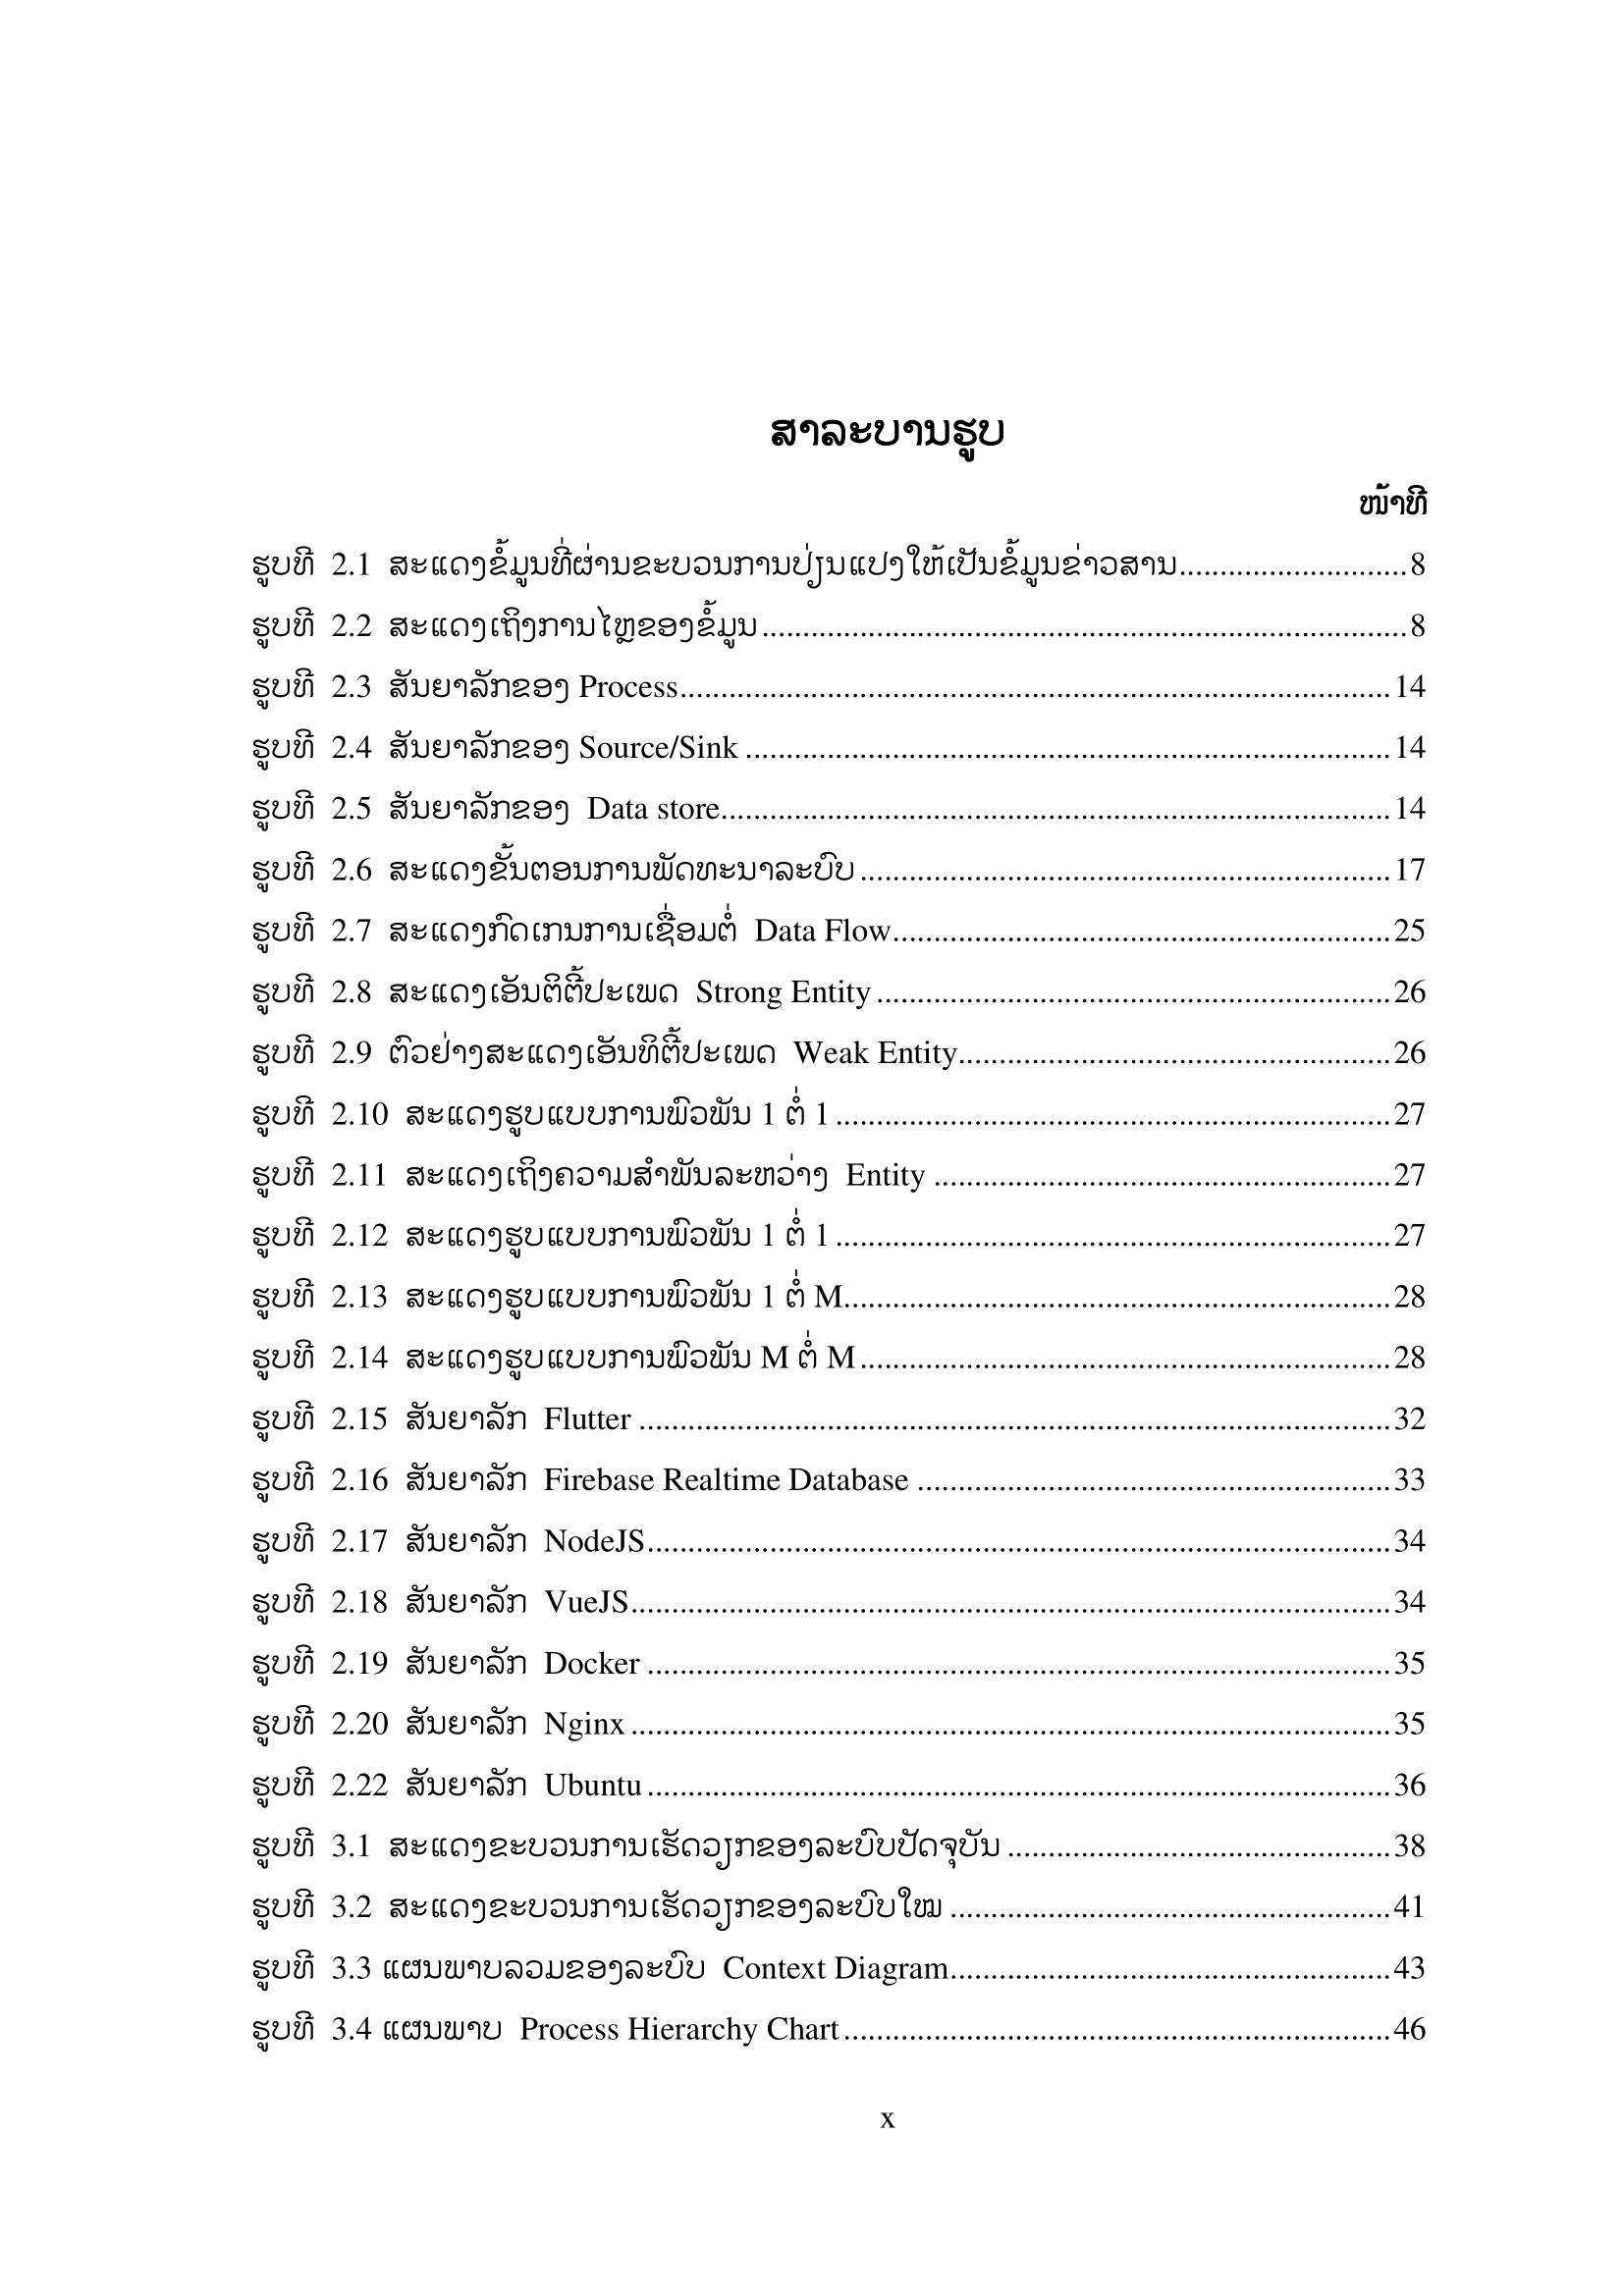 ສາລະບານຮູບ
ໜ້າທີ
ຮູບທີ 2.1 ສະແດງຂໍ້ມູນທີ່ຜ່ານຂະບວນການປ່ຽນແປງໃຫ້ເປັນຂໍ້ມູນຂ່າວສານ............................8
ຮູບທີ 2.2 ສະແດງເຖິງການໄຫຼຂອງຂໍ້ມູນ...............................................................................8
ຮູບທີ 2.3 ສັນຍາລັກຂອງ Process.......................................................................................14
ຮູບທີ 2.4 ສັນຍາລັກຂອງ Source/Sink ...............................................................................14
ຮູບທີ 2.5 ສັນຍາລັກຂອງ Data store..................................................................................14
ຮູບທີ 2.6 ສະແດງຂັ້ນຕອນການພັດທະນາລະບົບ.................................................................17
ຮູບທີ 2.7 ສະແດງກົດເກນການເຊື່ອມຕໍ່ Data Flow.............................................................25
ຮູບທີ 2.8 ສະແດງເອັນຕິຕີ້ປະເພດ Strong Entity...............................................................26
ຮູບທີ 2.9 ຕົວຢ່າງສະແດງເອັນທິຕີ້ປະເພດ Weak Entity.....................................................26
ຮູບທີ 2.10 ສະແດງຮູບແບບການພົວພັນ 1 ຕໍ່ 1....................................................................27
ຮູບທີ 2.11 ສະແດງເຖິງຄວາມສໍາພັນລະຫວ່າງ Entity ........................................................27
ຮູບທີ 2.12 ສະແດງຮູບແບບການພົວພັນ 1 ຕໍ່ 1....................................................................27
ຮູບທີ 2.13 ສະແດງຮູບແບບການພົວພັນ 1 ຕໍ່ M...................................................................28
ຮູບທີ 2.14 ສະແດງຮູບແບບການພົວພັນ M ຕໍ່ M.................................................................28
ຮູບທີ 2.15 ສັນຍາລັກ Flutter ............................................................................................32
ຮູບທີ 2.16 ສັນຍາລັກ Firebase Realtime Database ..........................................................33
ຮູບທີ 2.17 ສັນຍາລັກ NodeJS...........................................................................................34
ຮູບທີ 2.18 ສັນຍາລັກ VueJS.............................................................................................34
ຮູບທີ 2.19 ສັນຍາລັກ Docker ...........................................................................................35
ຮູບທີ 2.20 ສັນຍາລັກ Nginx.............................................................................................35
ຮູບທີ 2.22 ສັນຍາລັກ Ubuntu...........................................................................................36
ຮູບທີ 3.1 ສະແດງຂະບວນການເຮັດວຽກຂອງລະບົບປັດຈຸບັນ ...............................................38
ຮູບທີ 3.2 ສະແດງຂະບວນການເຮັດວຽກຂອງລະບົບໃໝ ......................................................41
ຮູບທີ 3.3 ແຜນພາບລວມຂອງລະບົບ Context Diagram......................................................43
ຮູບທີ 3.4 ແຜນພາບ Process Hierarchy Chart...................................................................46
x